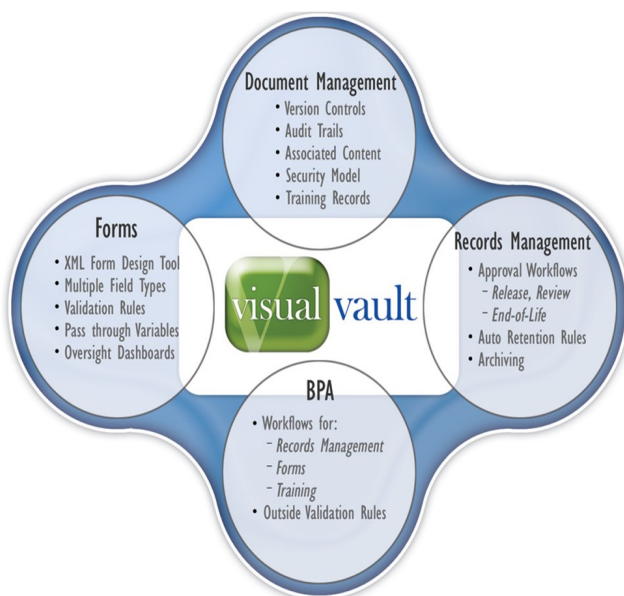 Document Management
• Version Controls
• Audit Trails
• Associated Content
• Security Model
• Training Records
Forms
• XML Form Design Tool
• Multiple Field Types
• Validation Rules
• Pass through Variables
• Oversight Dashboards
visual vault
Records Management
• Approval Workflows
– Release, Review
– End-of-Life
• Auto Retention Rules
• Archiving
BPA
• Workflows for:
– Records Management
– Forms
– Training
• Outside Validation Rules